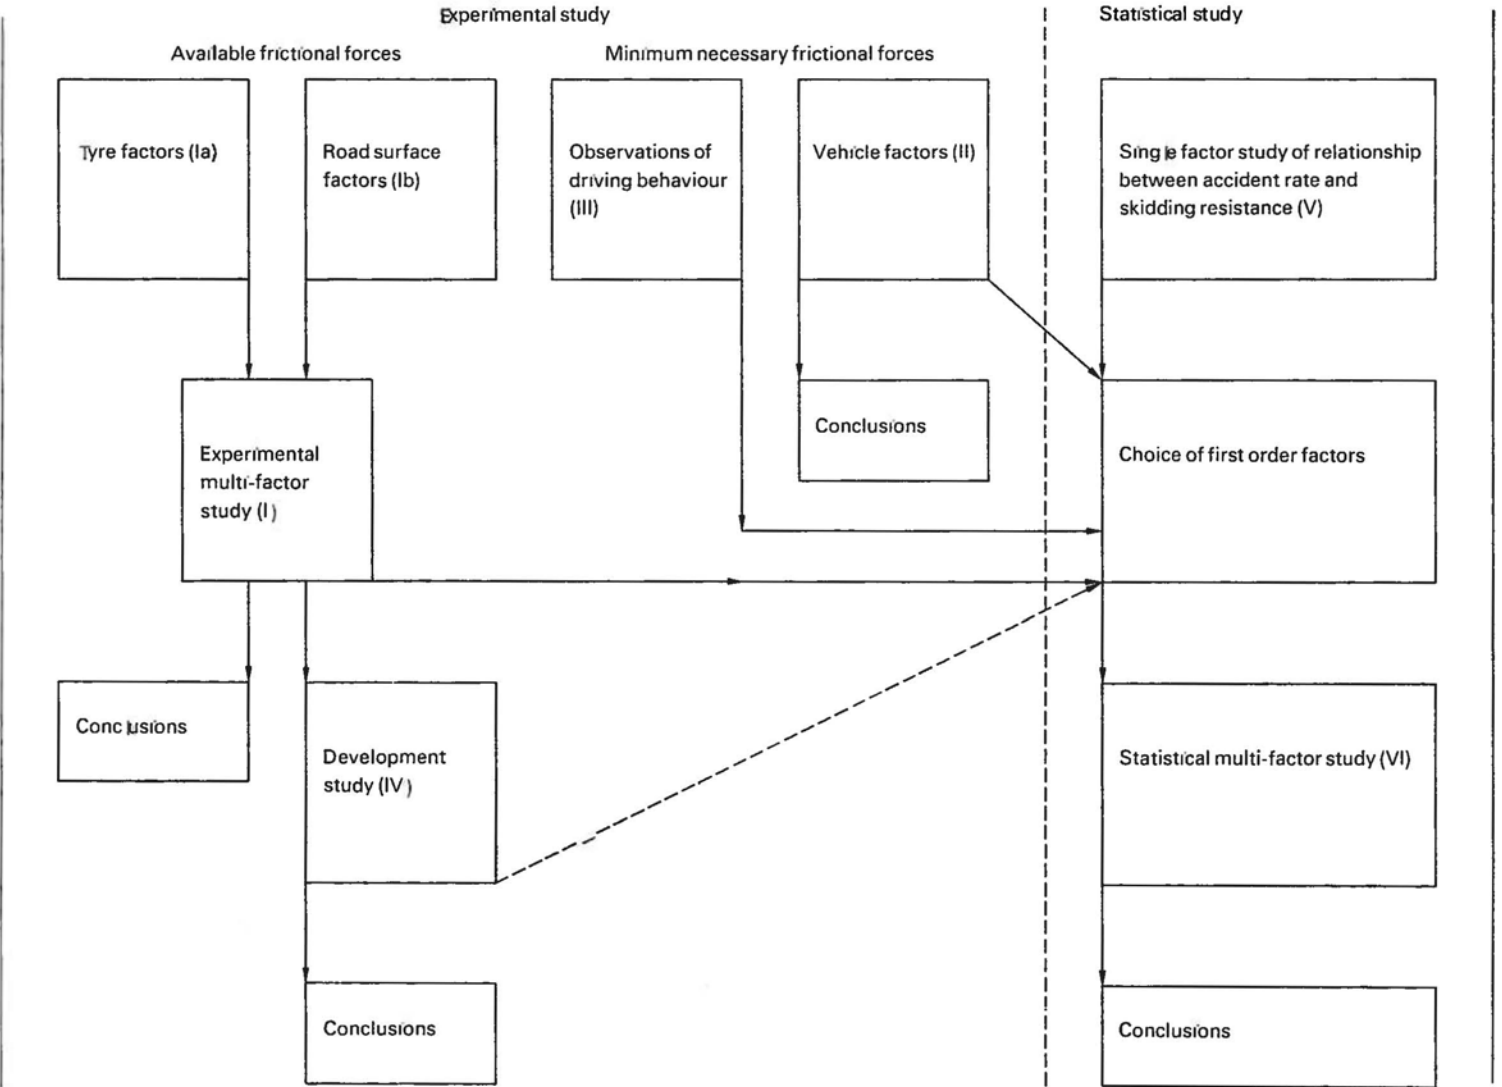 Experimental study
Statistical study
Available frictional forces
Minimum necessary frictional forces
Tyre factors (Ia)
Road surface
factors (Ib)
Observations of
driving behaviour
(III)
Vehicle factors (II)
Single factor study of relationship
between accident rate and
skidding resistance (V)
Experimental
multi-factor
study (I)
Conclusions
Choice of first order factors
Conclusions
Development
study (IV)
Statistical multi-factor study (VI)
Conclusions
Conclusions